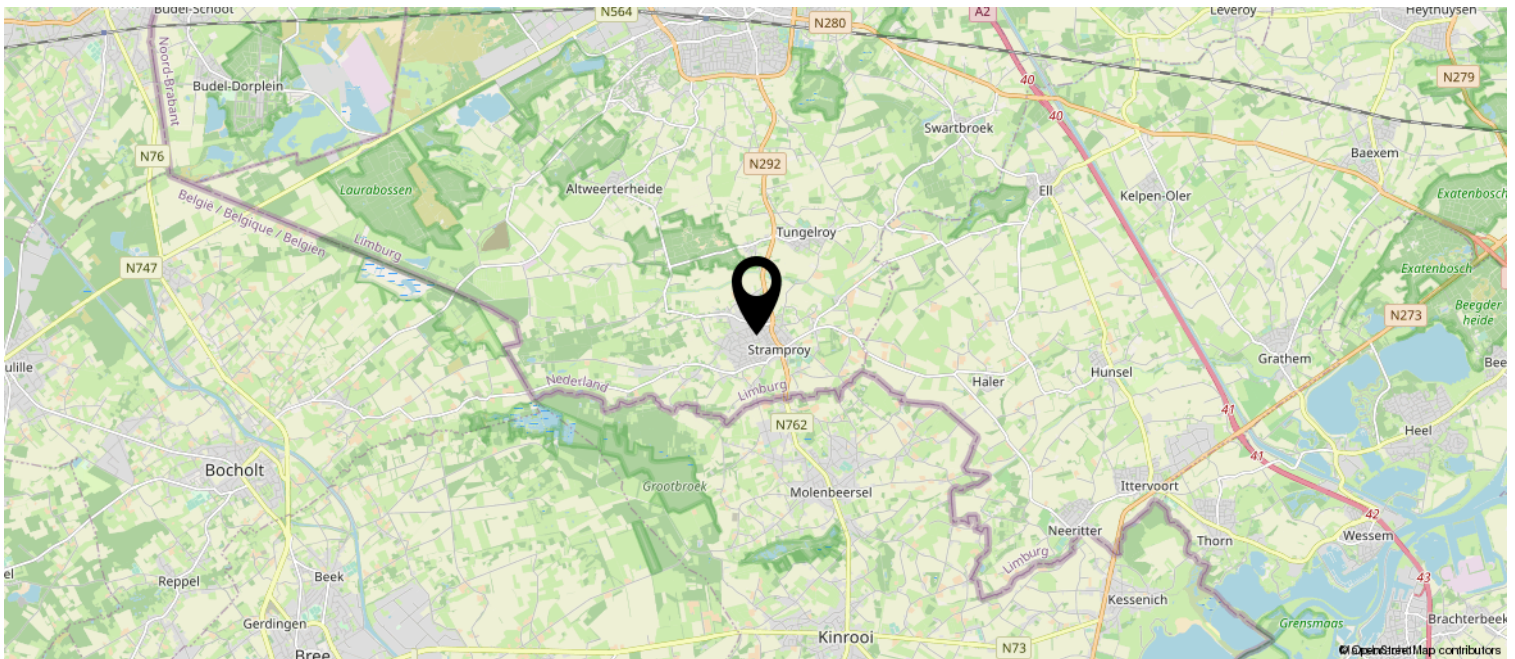 Budel-Schoot
N564
A2
Leveroy
Heythuysen
N280
40
N279
Budel-Dorplein
Noord-Brabant
40
Swartbroek
N76
N292
Baexem
Laurabossen
Altweerterheide
Ell
Kelpen-Oler
Exatenbosch
België / Belgique / Belgien
Limburg
Tungelroy
N747
Exatenbosch
Beegder
heide
N273
Stramproy
Grathem
Hunsel
Haler
Nederland
Limburg
41
N762
Heel
41
Bocholt
Grootbroek
Molenbeersel
Ittervoort
42
Neeritter
Thorn
Wessem
Limburg
Reppel
Beek
43
Kessenich
Gerdingen
Grensmaas
Brachterbeek
Kinrooi
N73
Bree
OpenStreetMap contributors